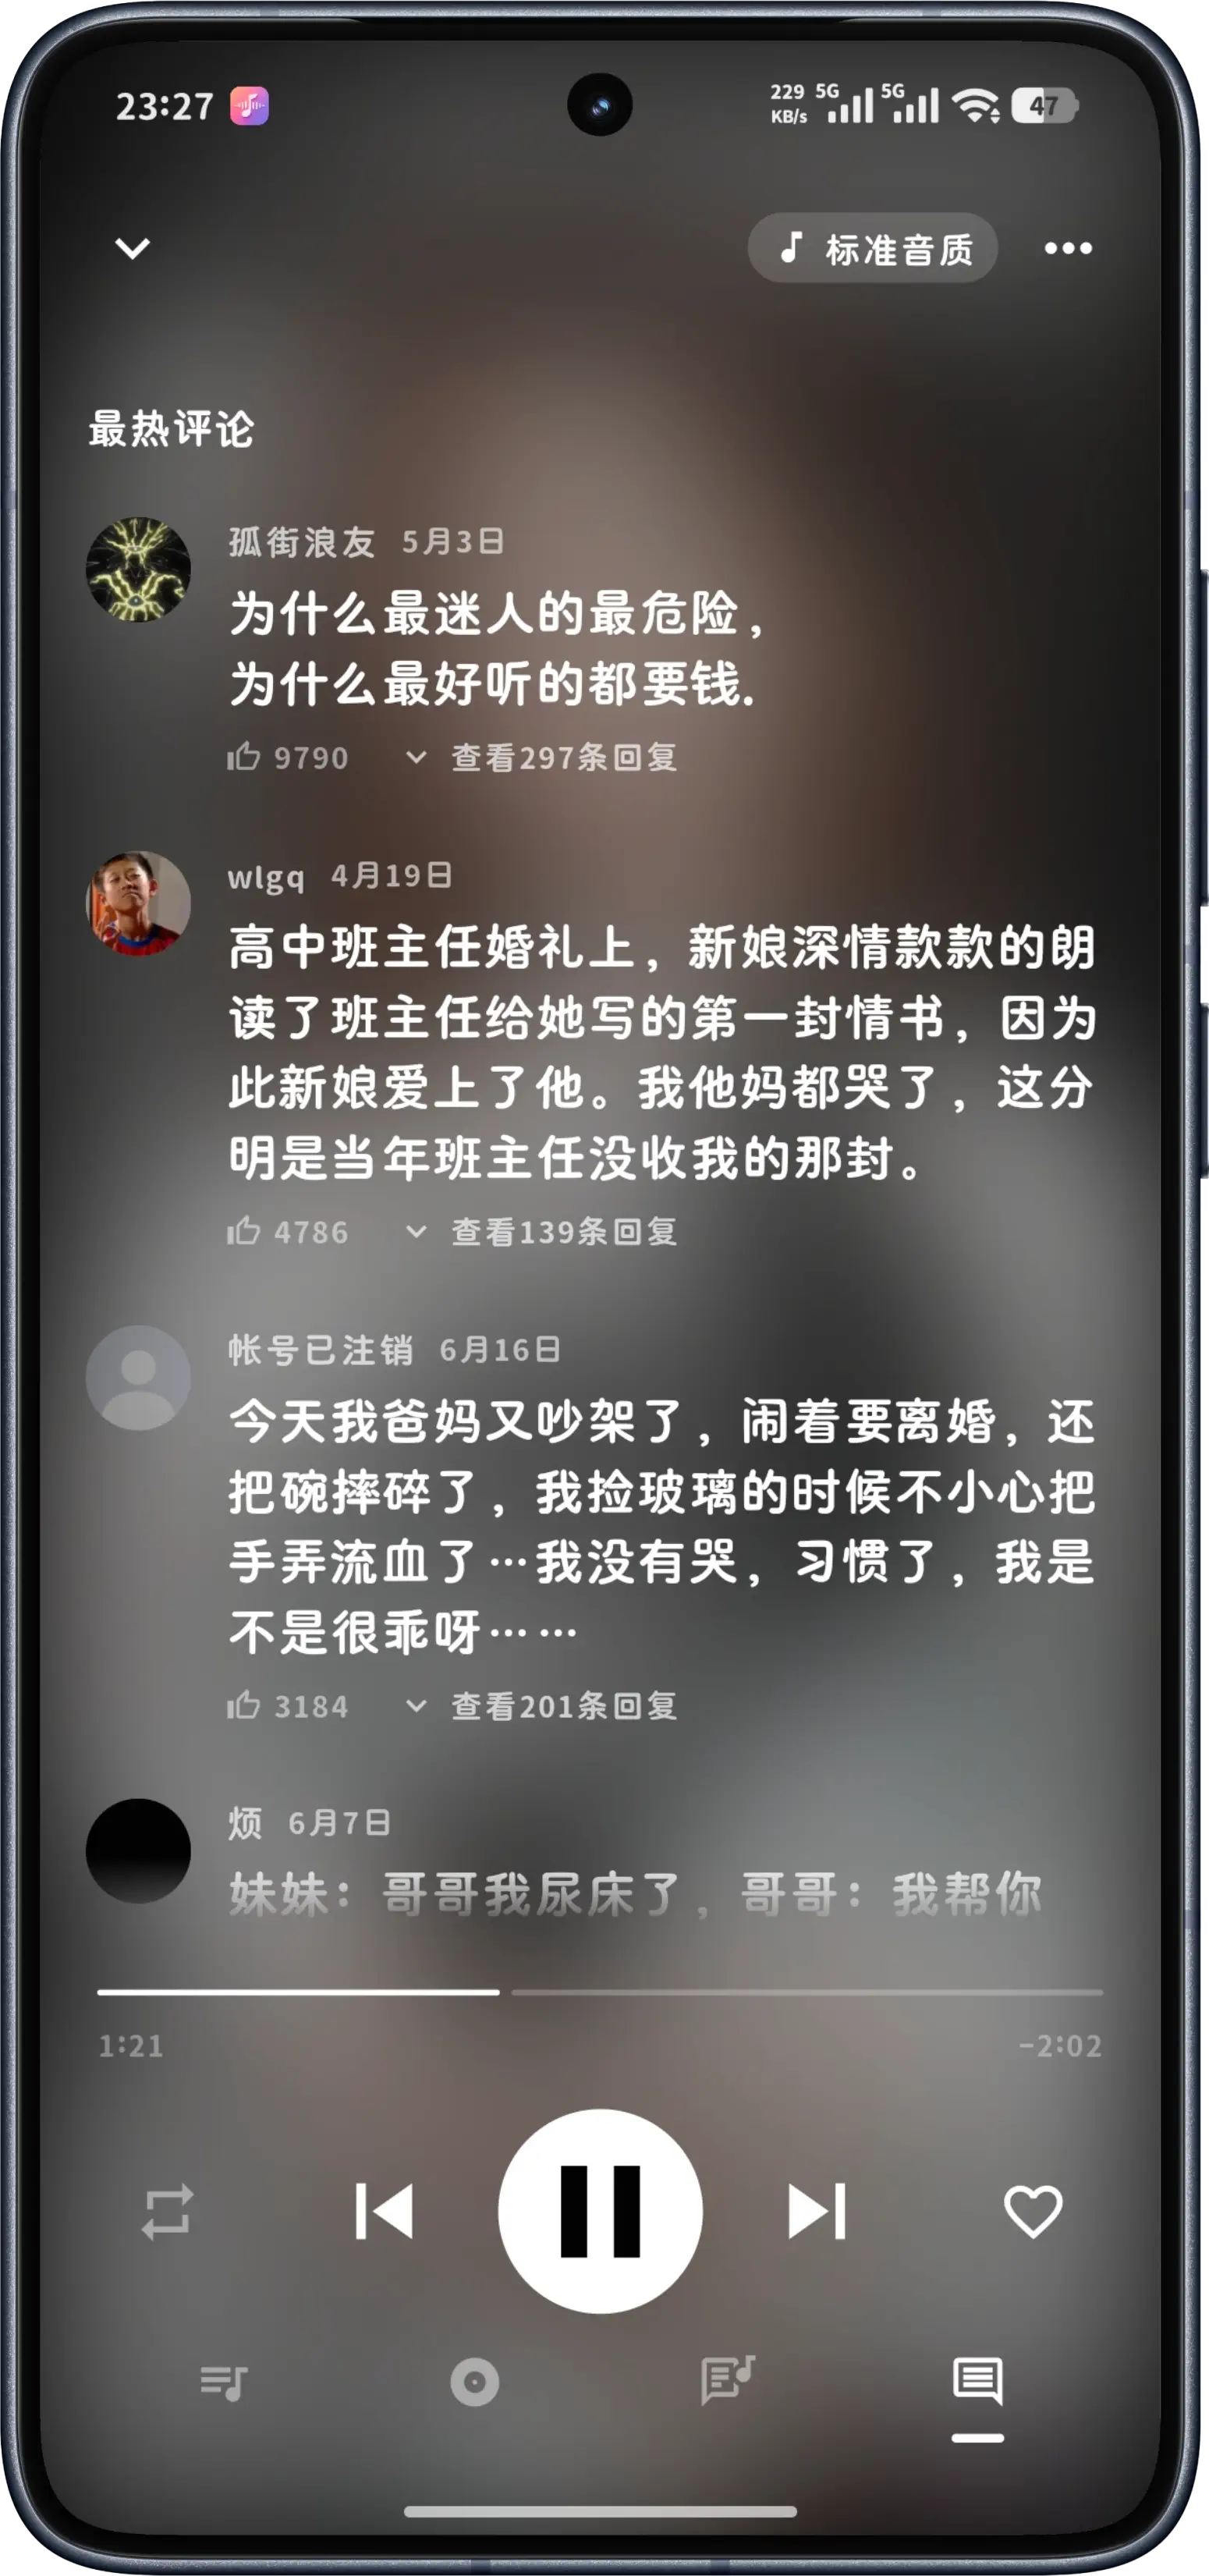 23:27
229 KB/s 5G 5G 47
标准音质
最热评论
孤街浪友 5月3日
为什么最迷人的最危险，
为什么最好听的都要钱.
9790 查看297条回复
wlgq 4月19日
高中班主任婚礼上，新娘深情款款的朗
读了班主任给她写的第一封情书，因为
此新娘爱上了他。我他妈都哭了，这分
明是当年班主任没收我的那封。
4786 查看139条回复
帐号已注销 6月16日
今天我爸妈又吵架了，闹着要离婚，还
把碗摔碎了，我捡玻璃的时候不小心把
手弄流血了…我没有哭，习惯了，我是
不是很乖呀……
3184 查看201条回复
烦 6月7日
妹妹：哥哥我尿床了，哥哥：我帮你
1:21
-2:02